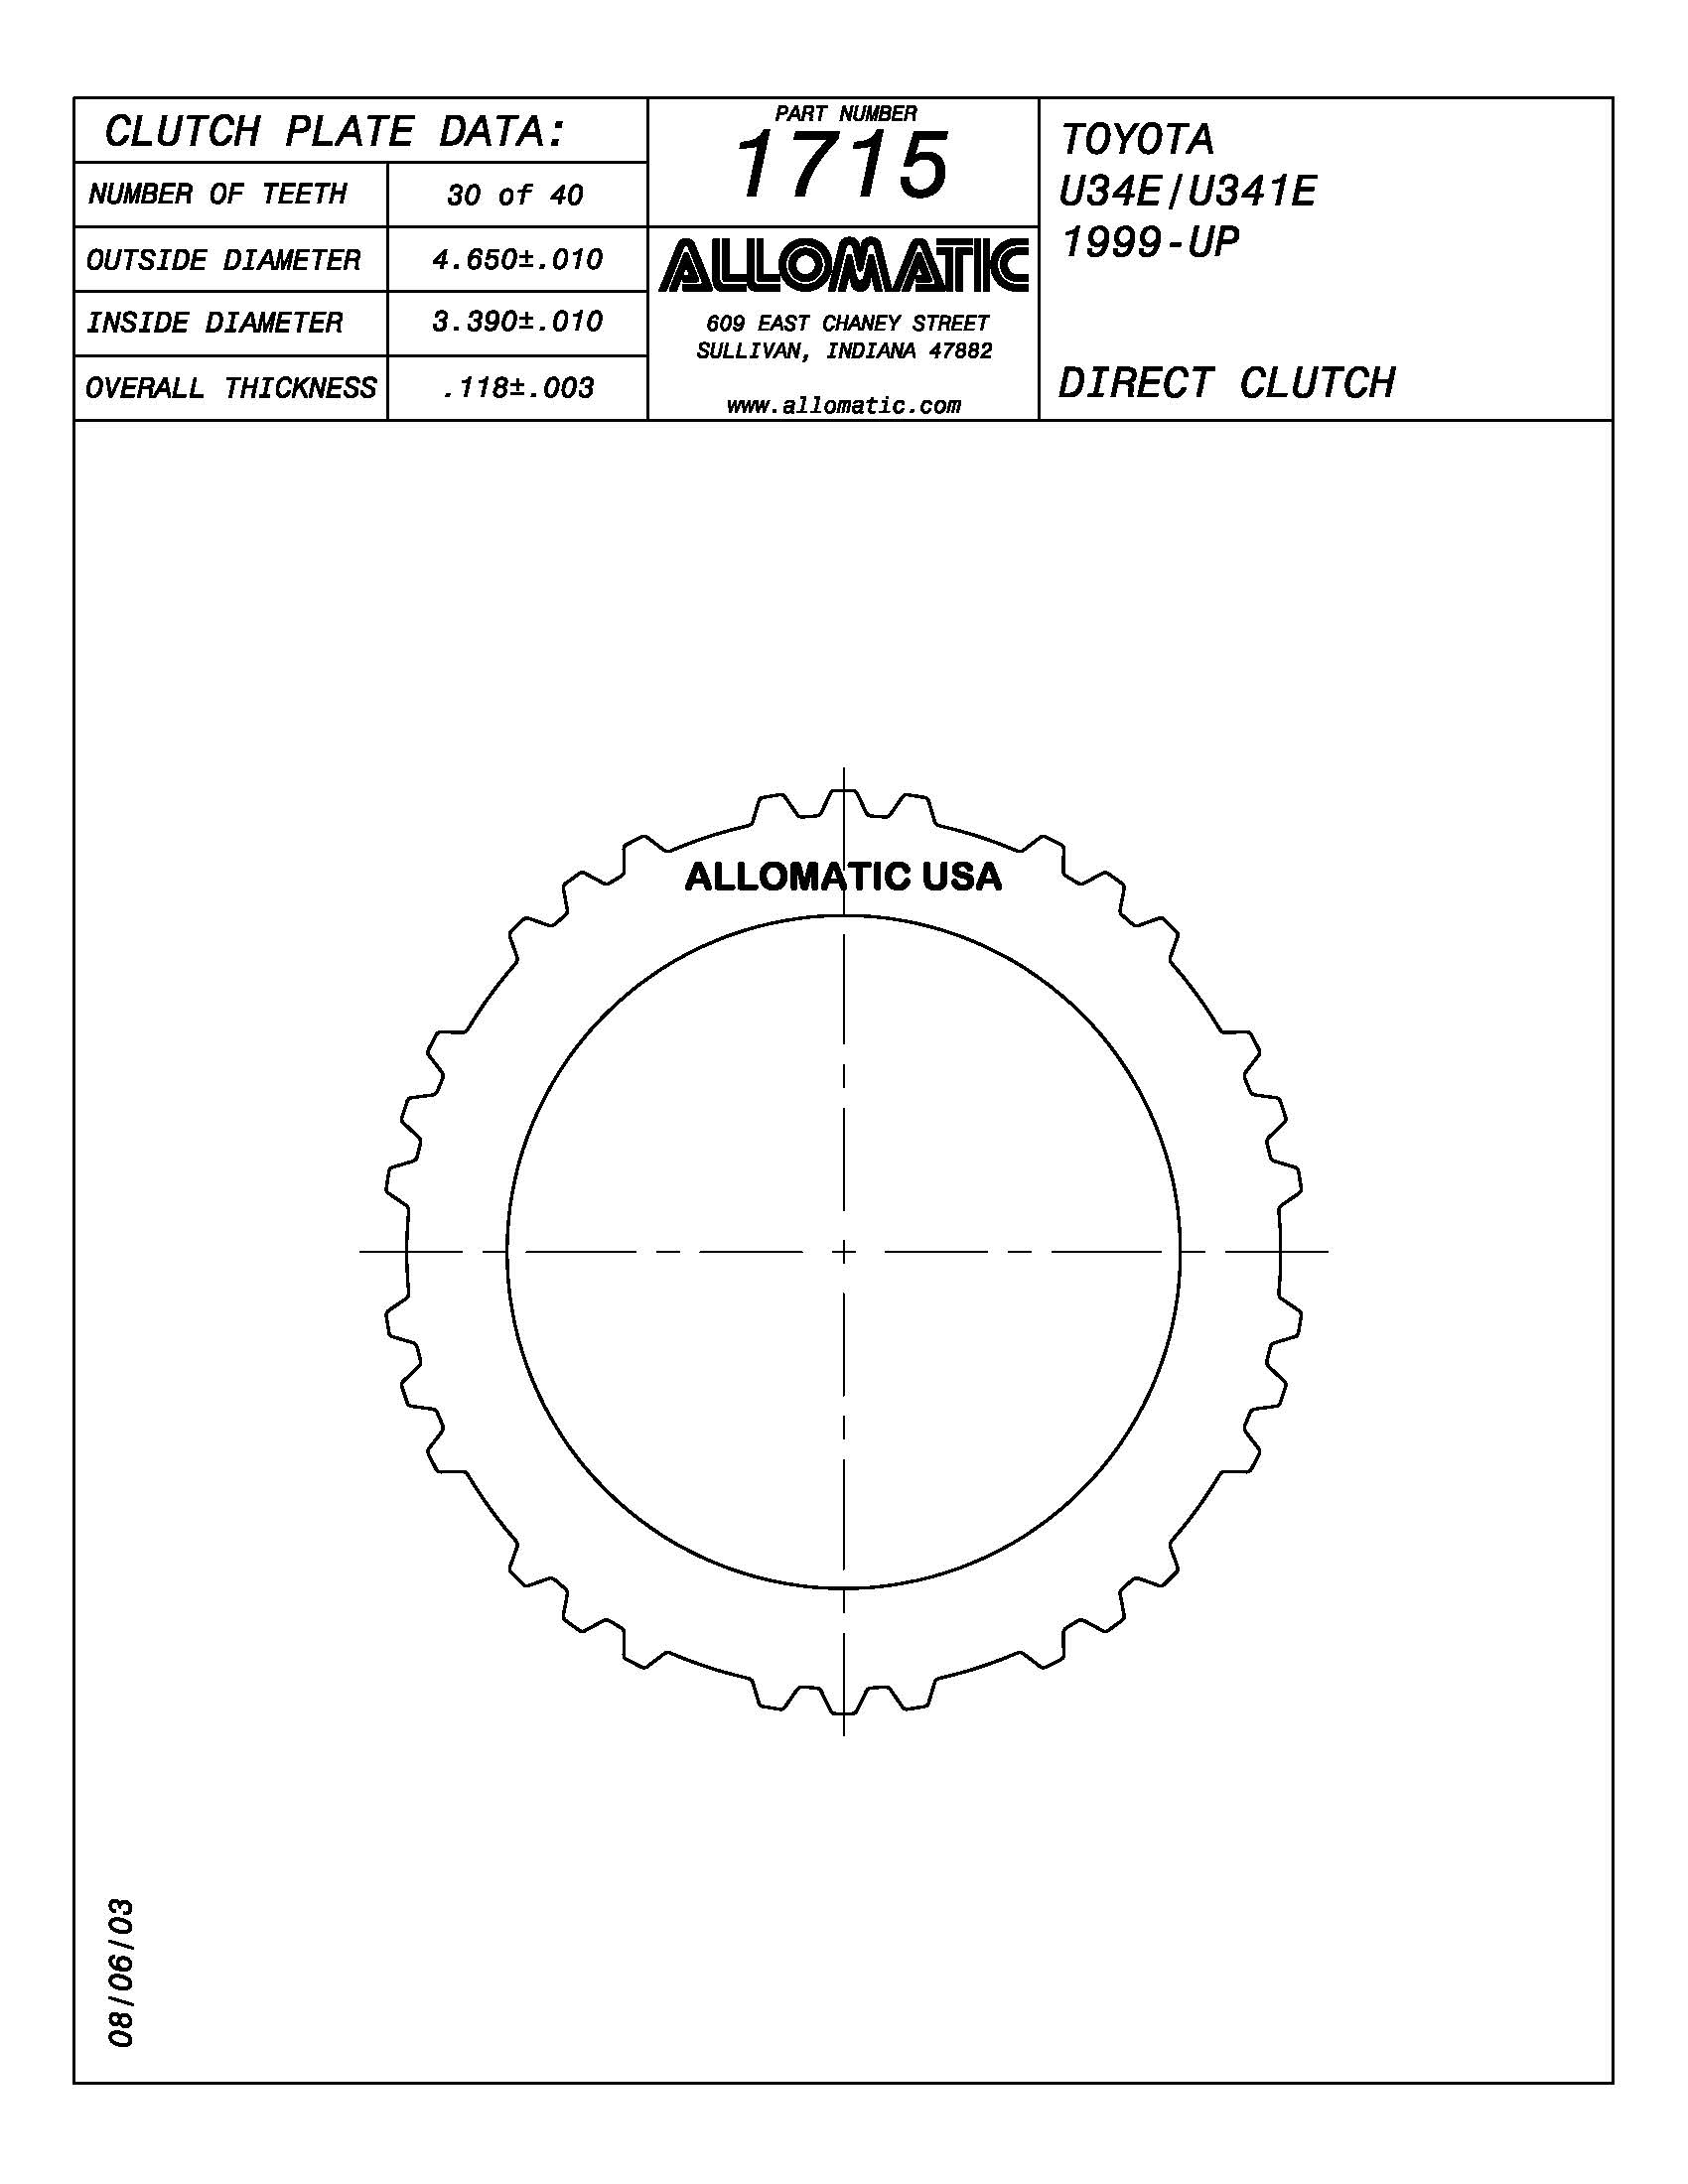 CLUTCH PLATE DATA:
NUMBER OF TEETH 30 of 40
OUTSIDE DIAMETER 4.650±.010
INSIDE DIAMETER 3.390±.010
OVERALL THICKNESS .118±.003
PART NUMBER
1715
ALLOMATIC
609 EAST CHANEY STREET
SULLIVAN, INDIANA 47882
www.allomatic.com
TOYOTA
U34E/U341E
1999-UP
DIRECT CLUTCH
ALLOMATIC USA
08/06/03